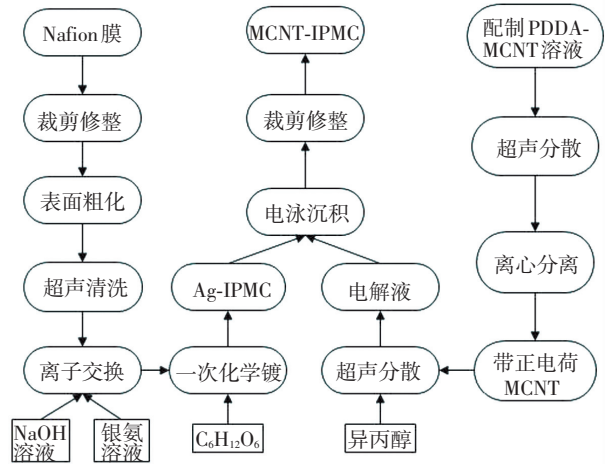 Nafion膜
裁剪修整
表面粗化
超声清洗
离子交换
NaOH
溶液
银氨
溶液
MCNT-IPMC
裁剪修整
电泳沉积
Ag-IPMC
一次化学镀
C₆H₁₂O₆
电解液
超声分散
异丙醇
配制PDDA-
MCNT溶液
超声分散
离心分离
带正电荷
MCNT